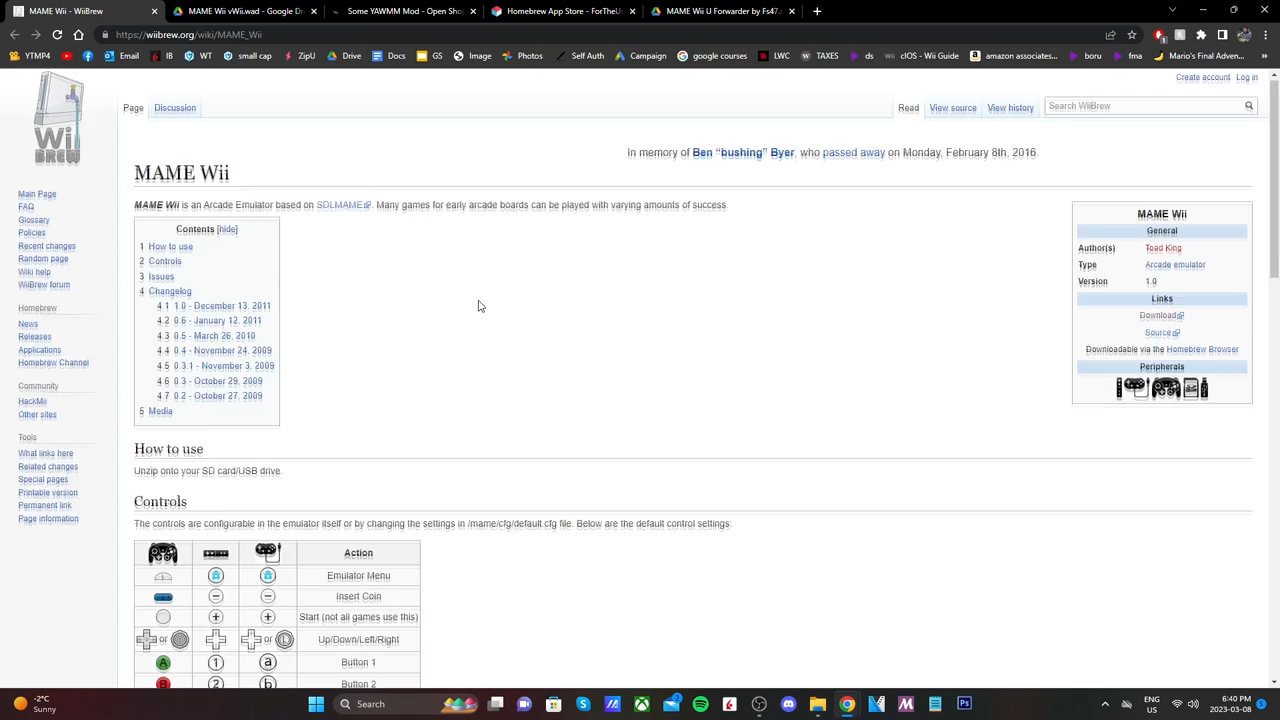 MAME Wii - WiiBrew
MAME Wii vWii Emulator - Google Dr
Some YAWMM Mod - Open Shop
Homebrew App Store - ForTheUs
MAME Wii U Forwarder by Fs47
https://wiibrew.org/wiki/MAME_Wii
YTMP4
Email
IB
WT
small cap
ZipU
Drive
Docs
GS
Image
Photos
Self Auth
Campaign
google courses
LWC
TAXES
ds
cIOS - Wii Guide
amazon associates...
boru
fma
Mario's Final Adven...
Create account Log in
Page Discussion
Read View source View history
Search WiiBrew
Wii
BREW
In memory of Ben “bushing” Byer, who passed away on Monday, February 8th, 2016.
MAME Wii
MAME Wii is an Arcade Emulator based on SDLMAME. Many games for early arcade boards can be played with varying amounts of success.
Main Page
FAQ
Glossary
Policies
Recent changes
Random page
Wiki help
WiiBrew forum
Homebrew
News
Releases
Applications
Homebrew Channel
Community
HackMii
Other sites
Tools
What links here
Related changes
Special pages
Printable version
Permanent link
Page information
Contents [hide]
1 How to use
2 Controls
3 Issues
4 Changelog
4.1 1.0 - December 13, 2011
4.2 0.6 - January 12, 2011
4.3 0.5 - March 26, 2010
4.4 0.4 - November 24, 2009
4.5 0.3.1 - November 3, 2009
4.6 0.3 - October 29, 2009
4.7 0.2 - October 27, 2009
5 Media
MAME Wii
General
Author(s) Toad King
Type Arcade emulator
Version 1.0
Links
Download
Source
Downloadable via the Homebrew Browser
Peripherals
How to use
Unzip onto your SD card/USB drive.
Controls
The controls are configurable in the emulator itself or by changing the settings in /mame/cfg/default.cfg file. Below are the default control settings:
Action
Emulator Menu
Insert Coin
Start (not all games use this)
or or L Up/Down/Left/Right
A 1 a Button 1
B 2 b Button 2
-2°C
Sunny
Search
ENG
US
6:40 PM
2023-03-08